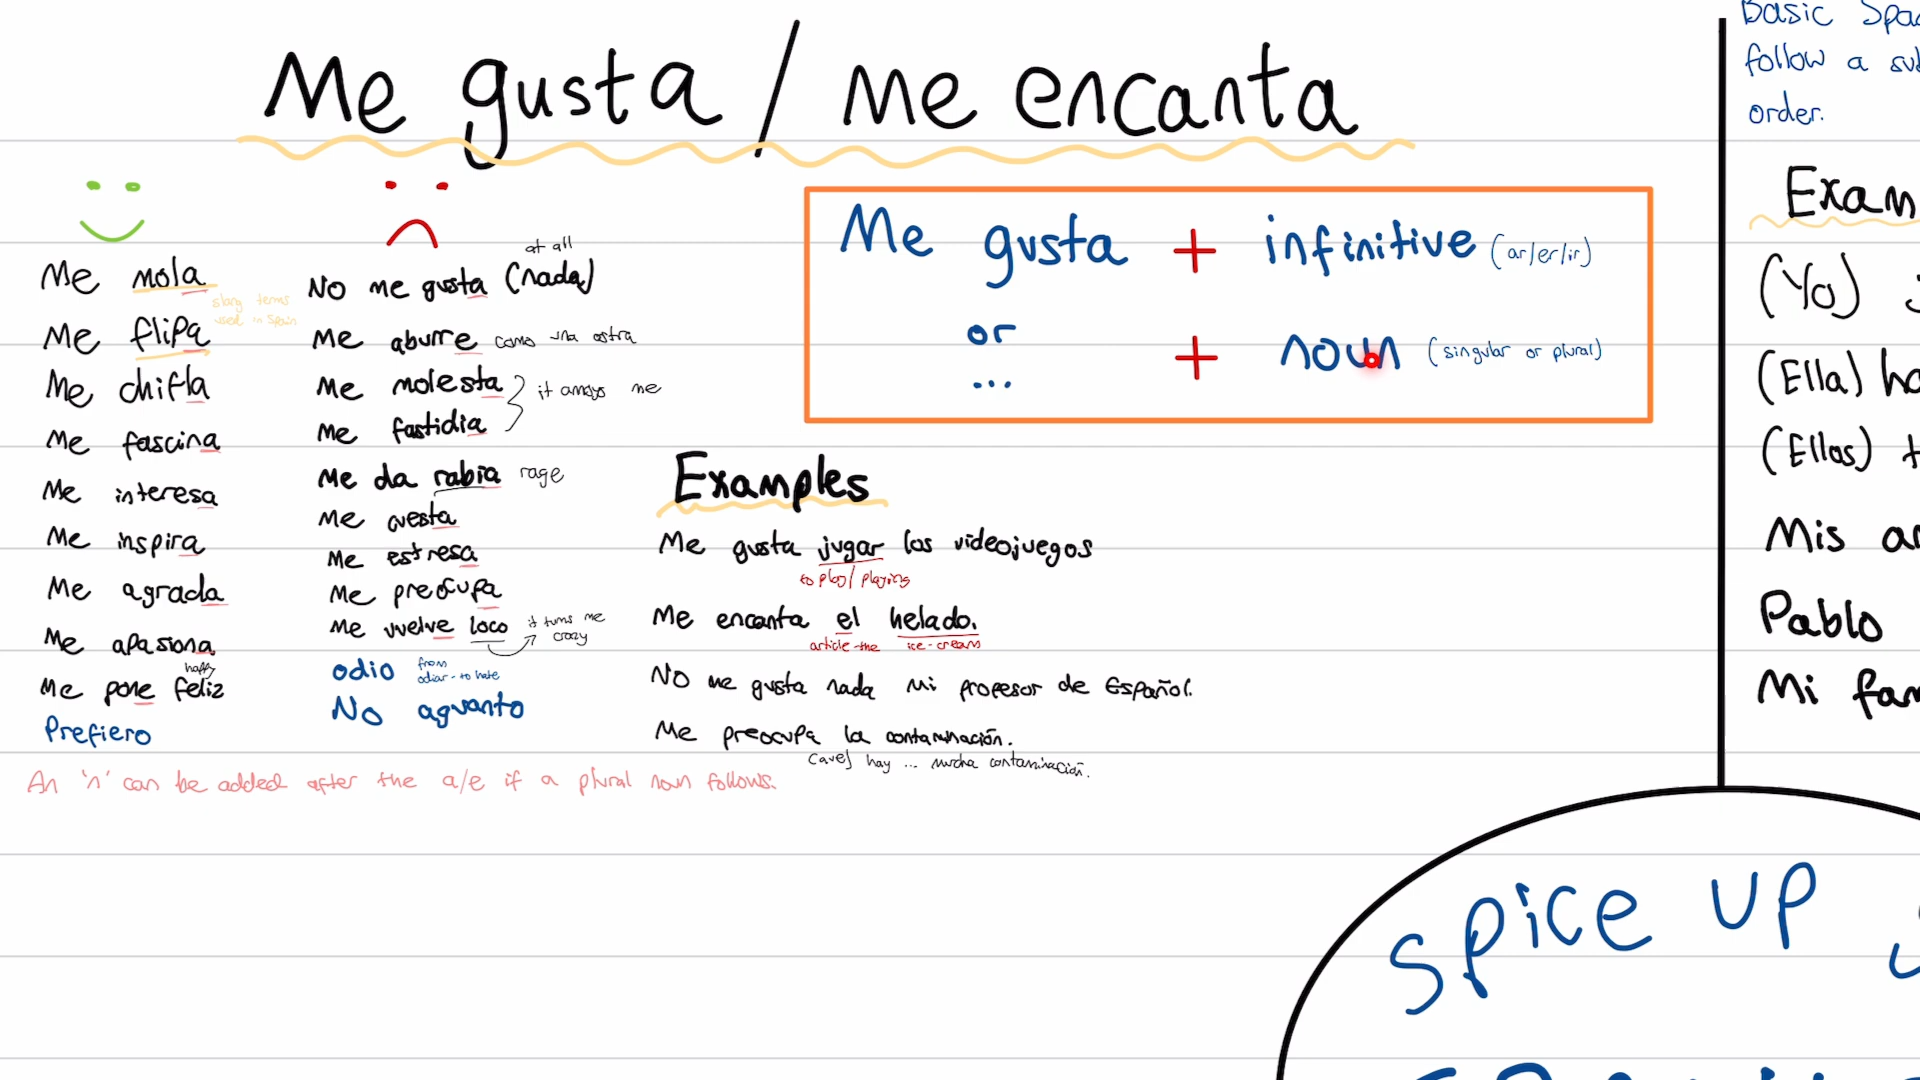 Me gusta / Me encanta
Me mola
slang terms
used in Spain
Me flipa
Me chifla
Me fascina
Me interesa
Me inspira
Me agrada
Me apasiona
happy
Me pone feliz
Prefiero
at all
No me gusta (nada)
Me aburre como una ostra
Me molesta
it annoys me
Me fastidia
Me da rabia rage
Me cuesta
Me estresa
Me preocupa
Me vuelve loco it turns me
crazy
odio from
odiar - to hate
No aguanto
An 'n' can be added after the a/e if a plural noun follows.
Me gusta + infinitive (ar/er/ir)
or
+ noun (singular or plural)
...
Examples
Me gusta jugar los videojuegos
to play / playing
Me encanta el helado.
article-the ice-cream
No me gusta nada mi profesor de Español.
Me preocupa la contaminación.
hay ... mucha contaminación.
Basic Spa
follow a su
order.
Exam
(Yo)
(Ella) ha
(Ellos) t
Mis a
Pablo
Mi fam
Spice up